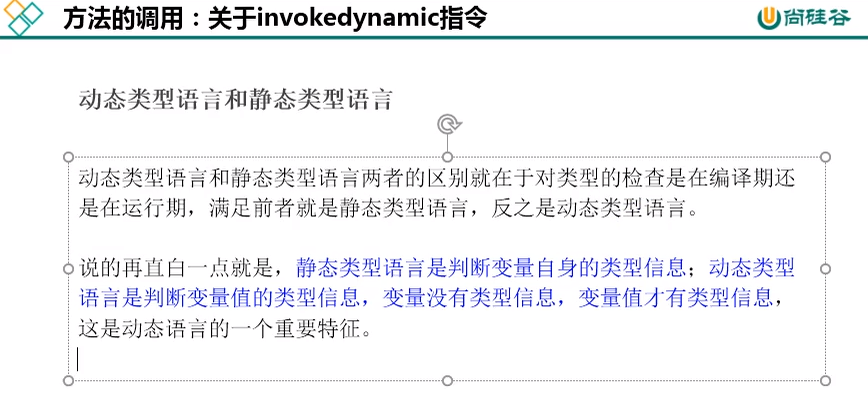 方法的调用：关于invokedynamic指令
尚硅谷
动态类型语言和静态类型语言
动态类型语言和静态类型语言两者的区别就在于对类型的检查是在编译期还
是在运行期，满足前者就是静态类型语言，反之是动态类型语言。
说的再直白一点就是，静态类型语言是判断变量自身的类型信息；动态类型
语言是判断变量值的类型信息，变量没有类型信息，变量值才有类型信息，
这是动态语言的一个重要特征。